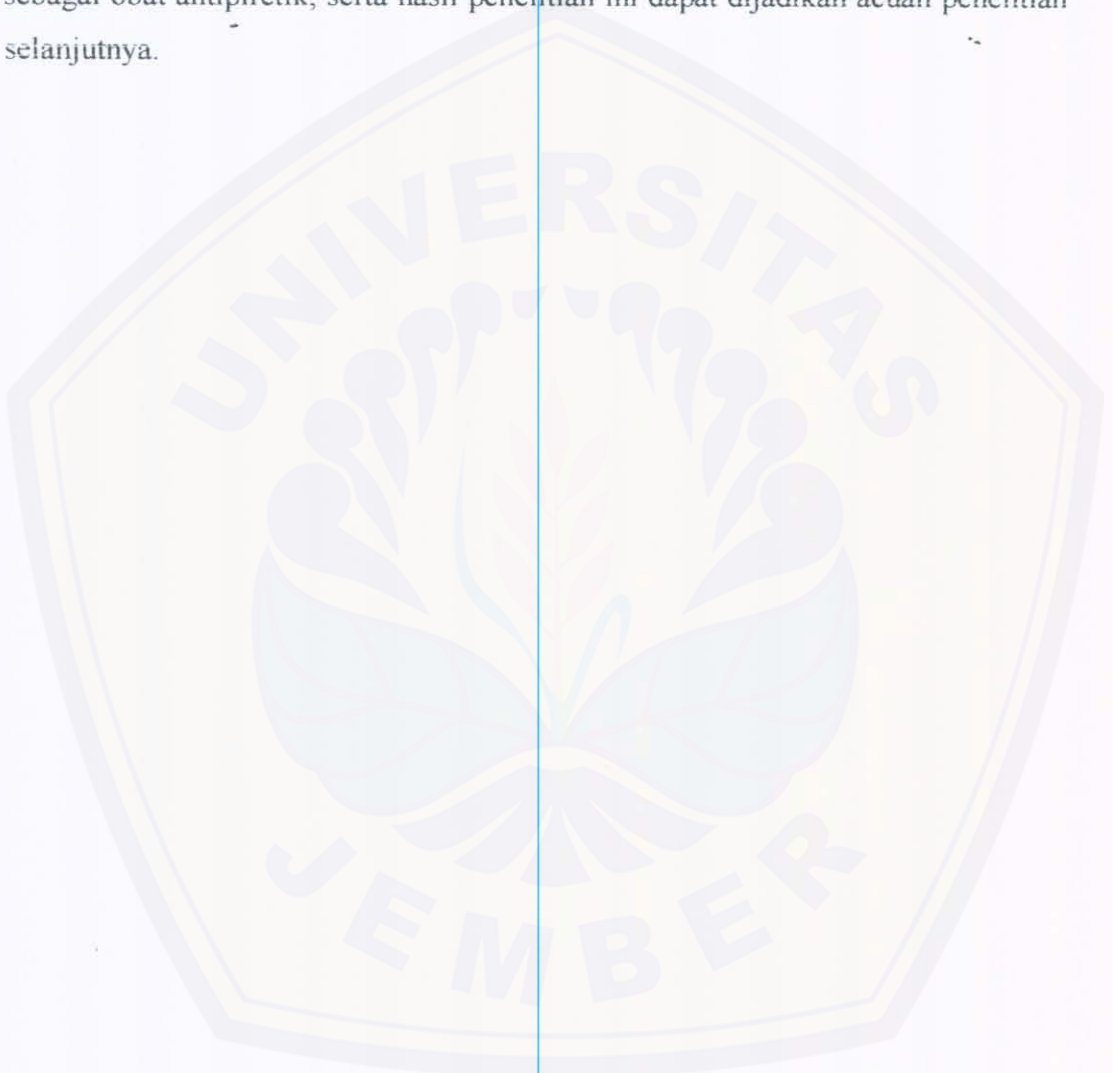 sebagai obat antipiretik, serta hasil penelitian ini dapat dijadikan acuan penelitian
selanjutnya.
UNIVERSITAS
JEMBER